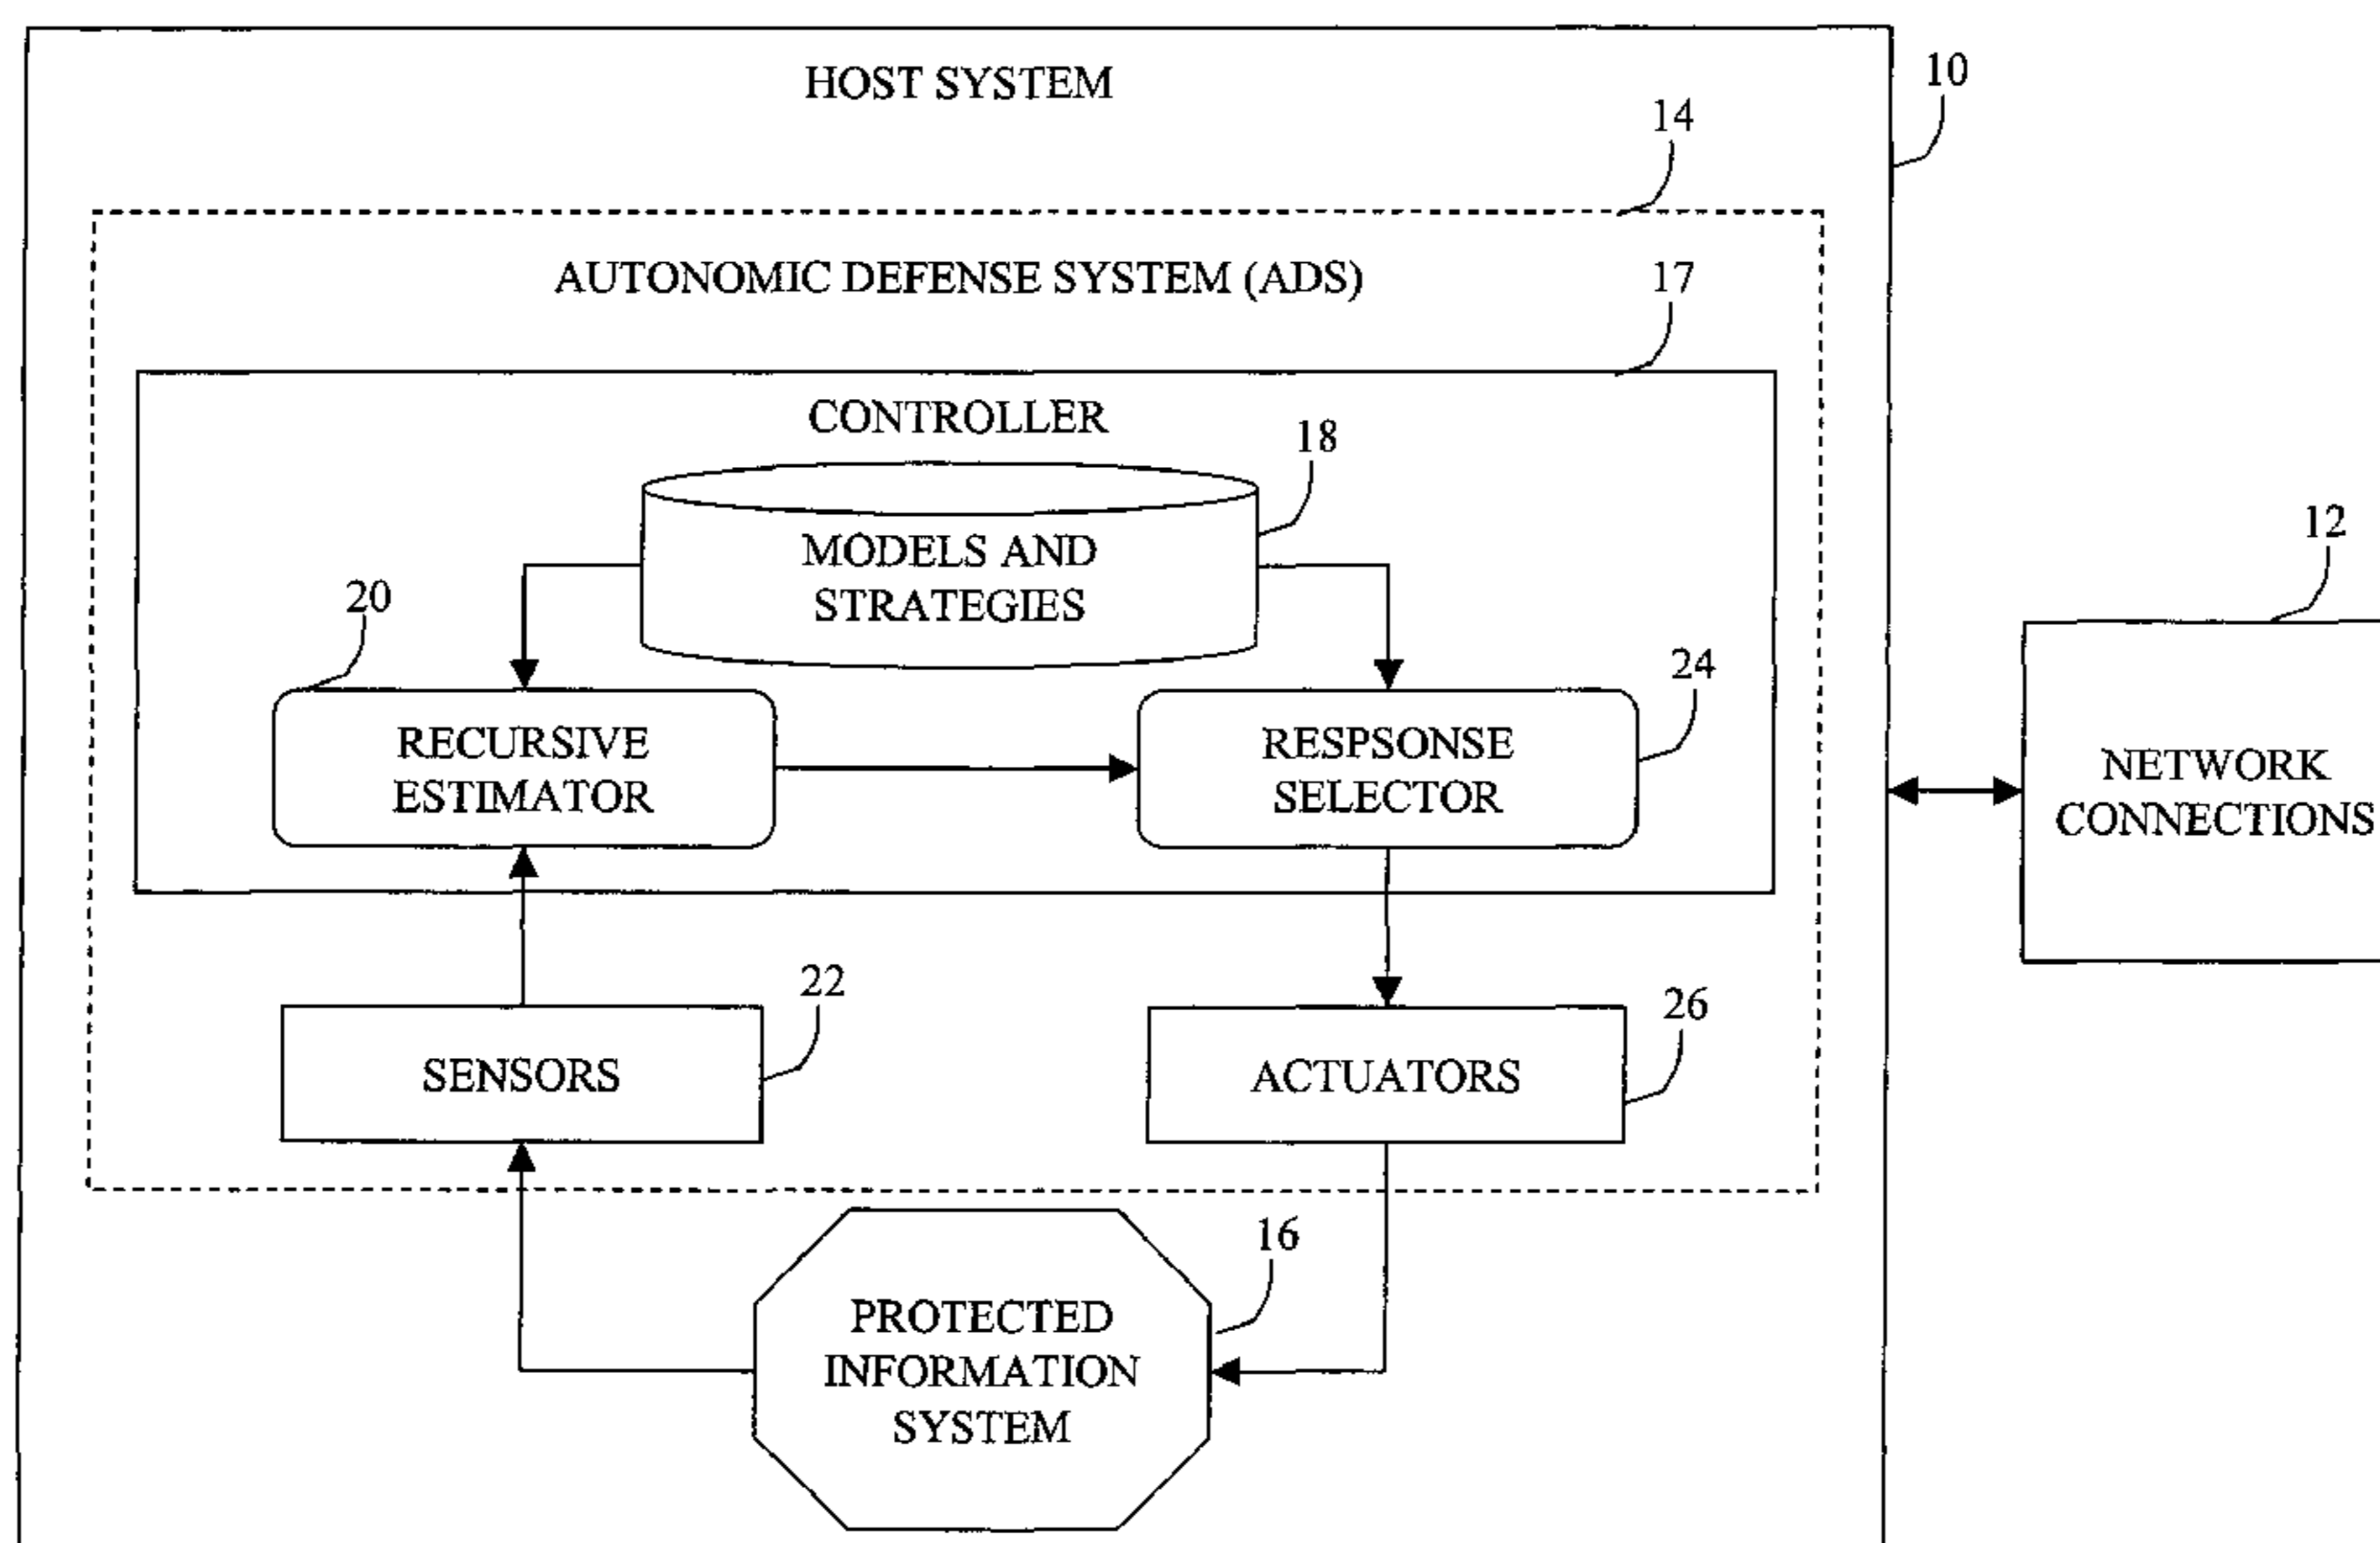 HOST SYSTEM
10
14
AUTONOMIC DEFENSE SYSTEM (ADS)
17
CONTROLLER
18
MODELS AND
STRATEGIES
12
20
24
RECURSIVE
ESTIMATOR
RESPSONSE
SELECTOR
NETWORK
CONNECTIONS
22
26
SENSORS
ACTUATORS
16
PROTECTED
INFORMATION
SYSTEM